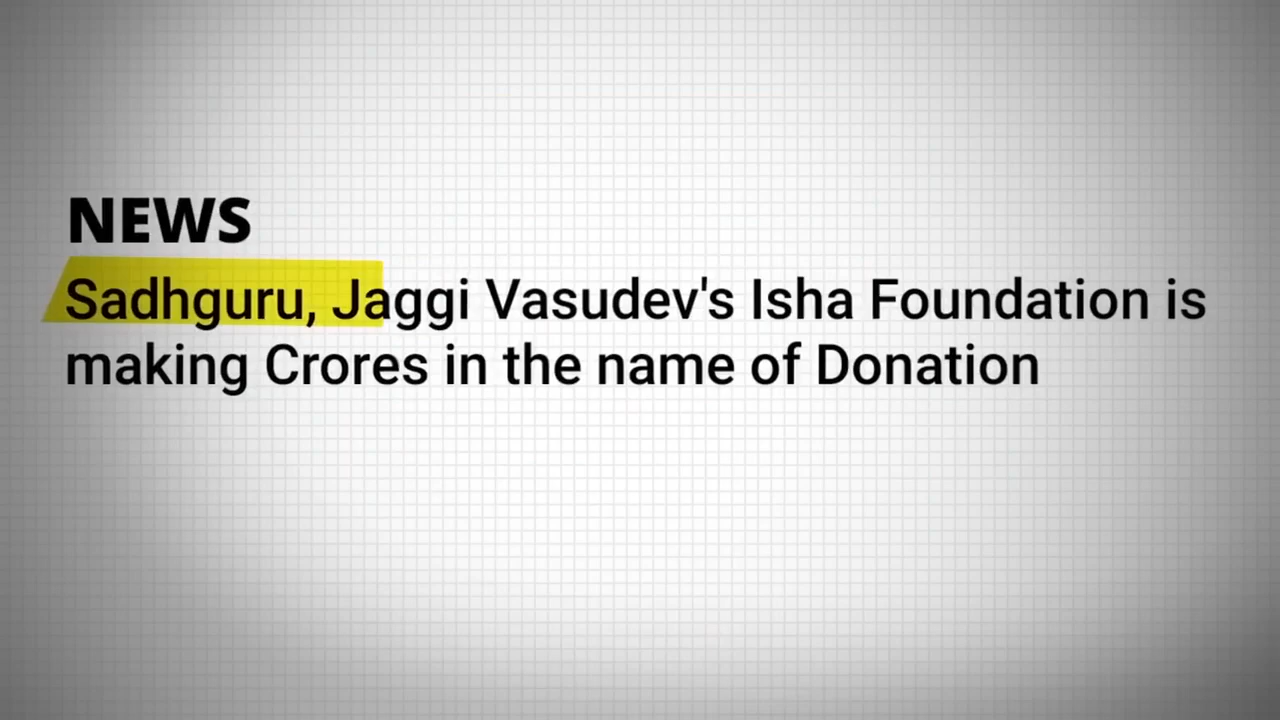 NEWS
Sadhguru, Jaggi Vasudev's Isha Foundation is
making Crores in the name of Donation